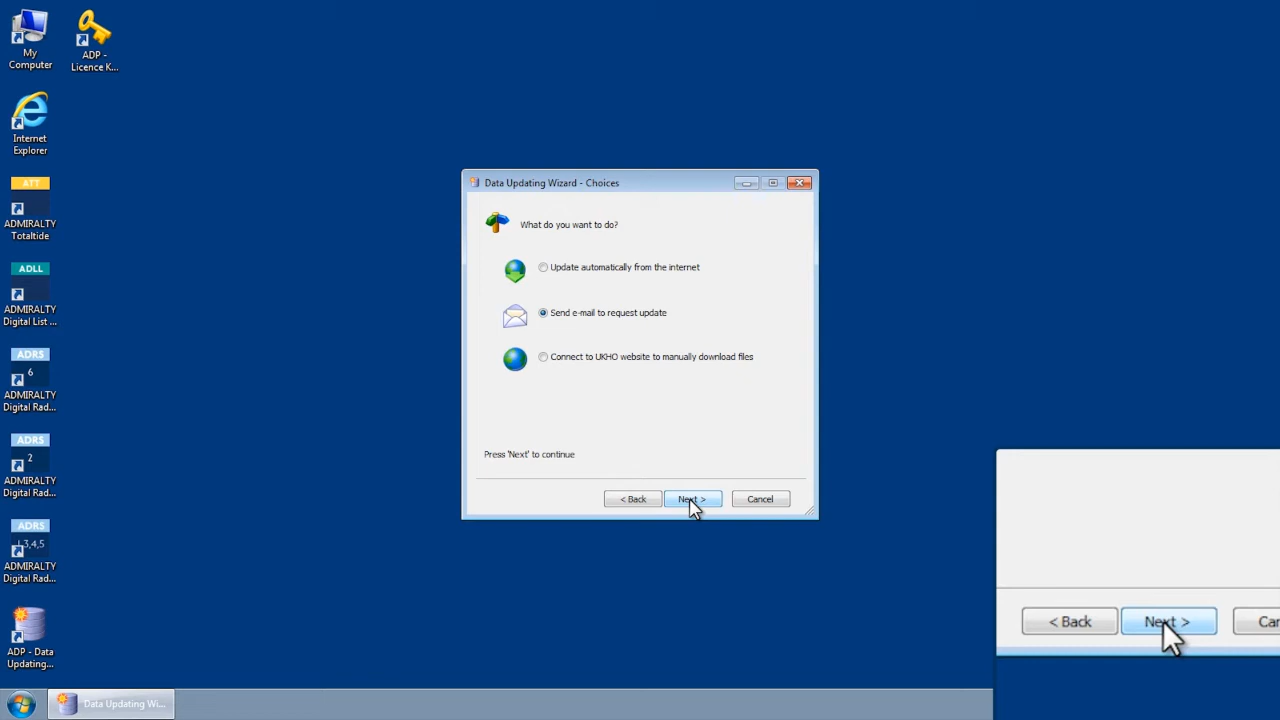 My
Computer
ADP -
Licence K...
Internet
Explorer
ATT
ADMIRALTY
Totaltide
ADLL
ADMIRALTY
Digital List ...
ADRS
6
ADMIRALTY
Digital Rad...
ADRS
2
ADMIRALTY
Digital Rad...
ADRS
1,3,4,5
ADMIRALTY
Digital Rad...
ADP - Data
Updating...
Data Updating Wizard - Choices
What do you want to do?
Update automatically from the internet
Send e-mail to request update
Connect to UKHO website to manually download files
Press 'Next' to continue
< Back
Next >
Cancel
< Back
Next >
Can
Data Updating Wi...